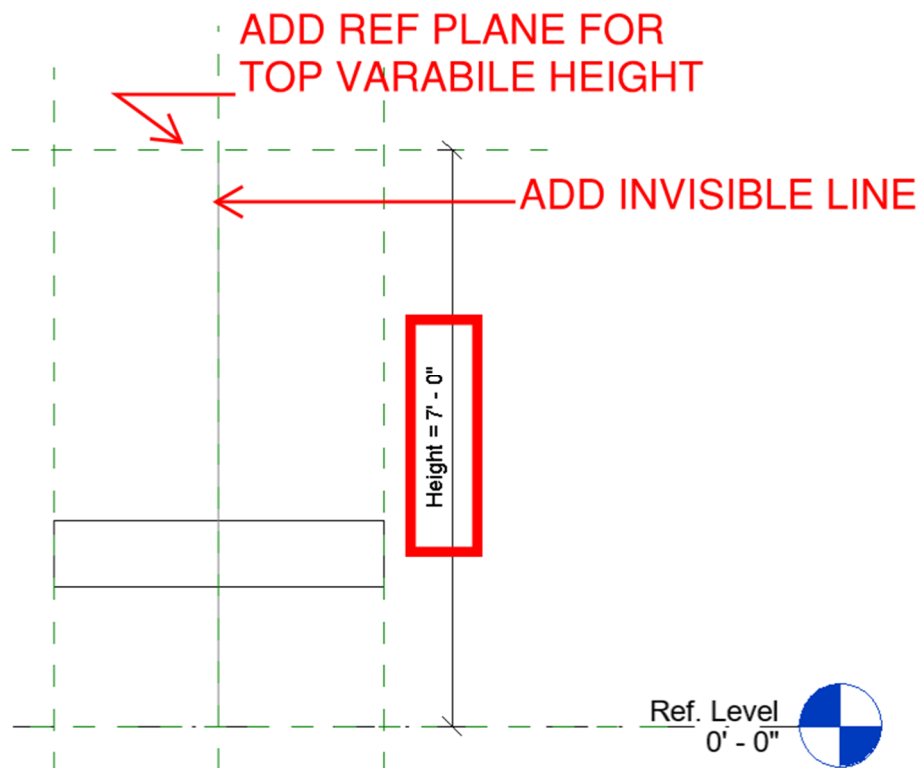 ADD REF PLANE FOR
TOP VARABILE HEIGHT
ADD INVISIBLE LINE
Height = 7' - 0"
Ref. Level
0' - 0"